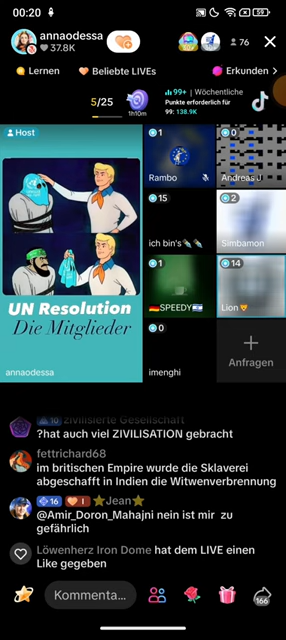 00:20
59
annaodessa
37.8K
76
Lernen
Beliebte LIVEs
Erkunden >
5/25
1h10m
99+ | Wöchentliche
Punkte erforderlich für
99: 138.9K
Host
1
0
Rambo
Andreas J
15
2
ich bin's
Simbamon
UN Resolution
Die Mitglieder
1
14
SPEEDY
Lion
annaodessa
0
imenghi
+
Anfragen
10 zivilisierte Gesellschaft
?hat auch viel ZIVILISATION gebracht
fettrichard68
im britischen Empire wurde die Sklaverei
abgeschafft in Indien die Witwenverbrennung
16 1 ⭐Jean⭐
@Amir_Doron_Mahajni nein ist mir zu
gefährlich
Löwenherz Iron Dome hat dem LIVE einen
Like gegeben
Kommenta...
166